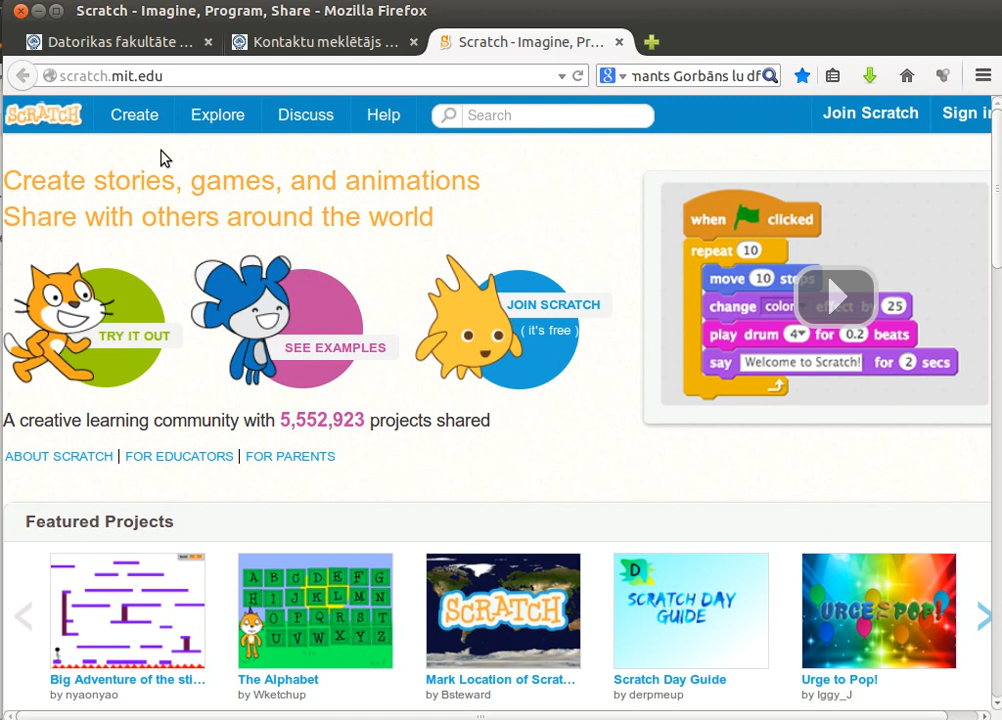 Scratch - Imagine, Program, Share - Mozilla Firefox
Datorikas fakultāte ...
Kontaktu meklētājs ...
Scratch - Imagine, Pr...
scratch.mit.edu
mants Gorbāns lu df
SCRATCH
Create
Explore
Discuss
Help
Search
Join Scratch
Sign in
Create stories, games, and animations
Share with others around the world
TRY IT OUT
SEE EXAMPLES
JOIN SCRATCH
( it's free )
when clicked
repeat 10
move 10 steps
change color effect by 25
play drum 4 for 0.2 beats
say Welcome to Scratch! for 2 secs
A creative learning community with 5,552,923 projects shared
ABOUT SCRATCH | FOR EDUCATORS | FOR PARENTS
Featured Projects
A B C D E F G
H I J K L M N
O P Q R S T
U V W X Y Z
SCRATCH
D
SCRATCH DAY
GUIDE
URGE TO POP!
Big Adventure of the sti...
by nyaonyao
The Alphabet
by Wketchup
Mark Location of Scrat...
by Bsteward
Scratch Day Guide
by derpmeup
Urge to Pop!
by Iggy_J